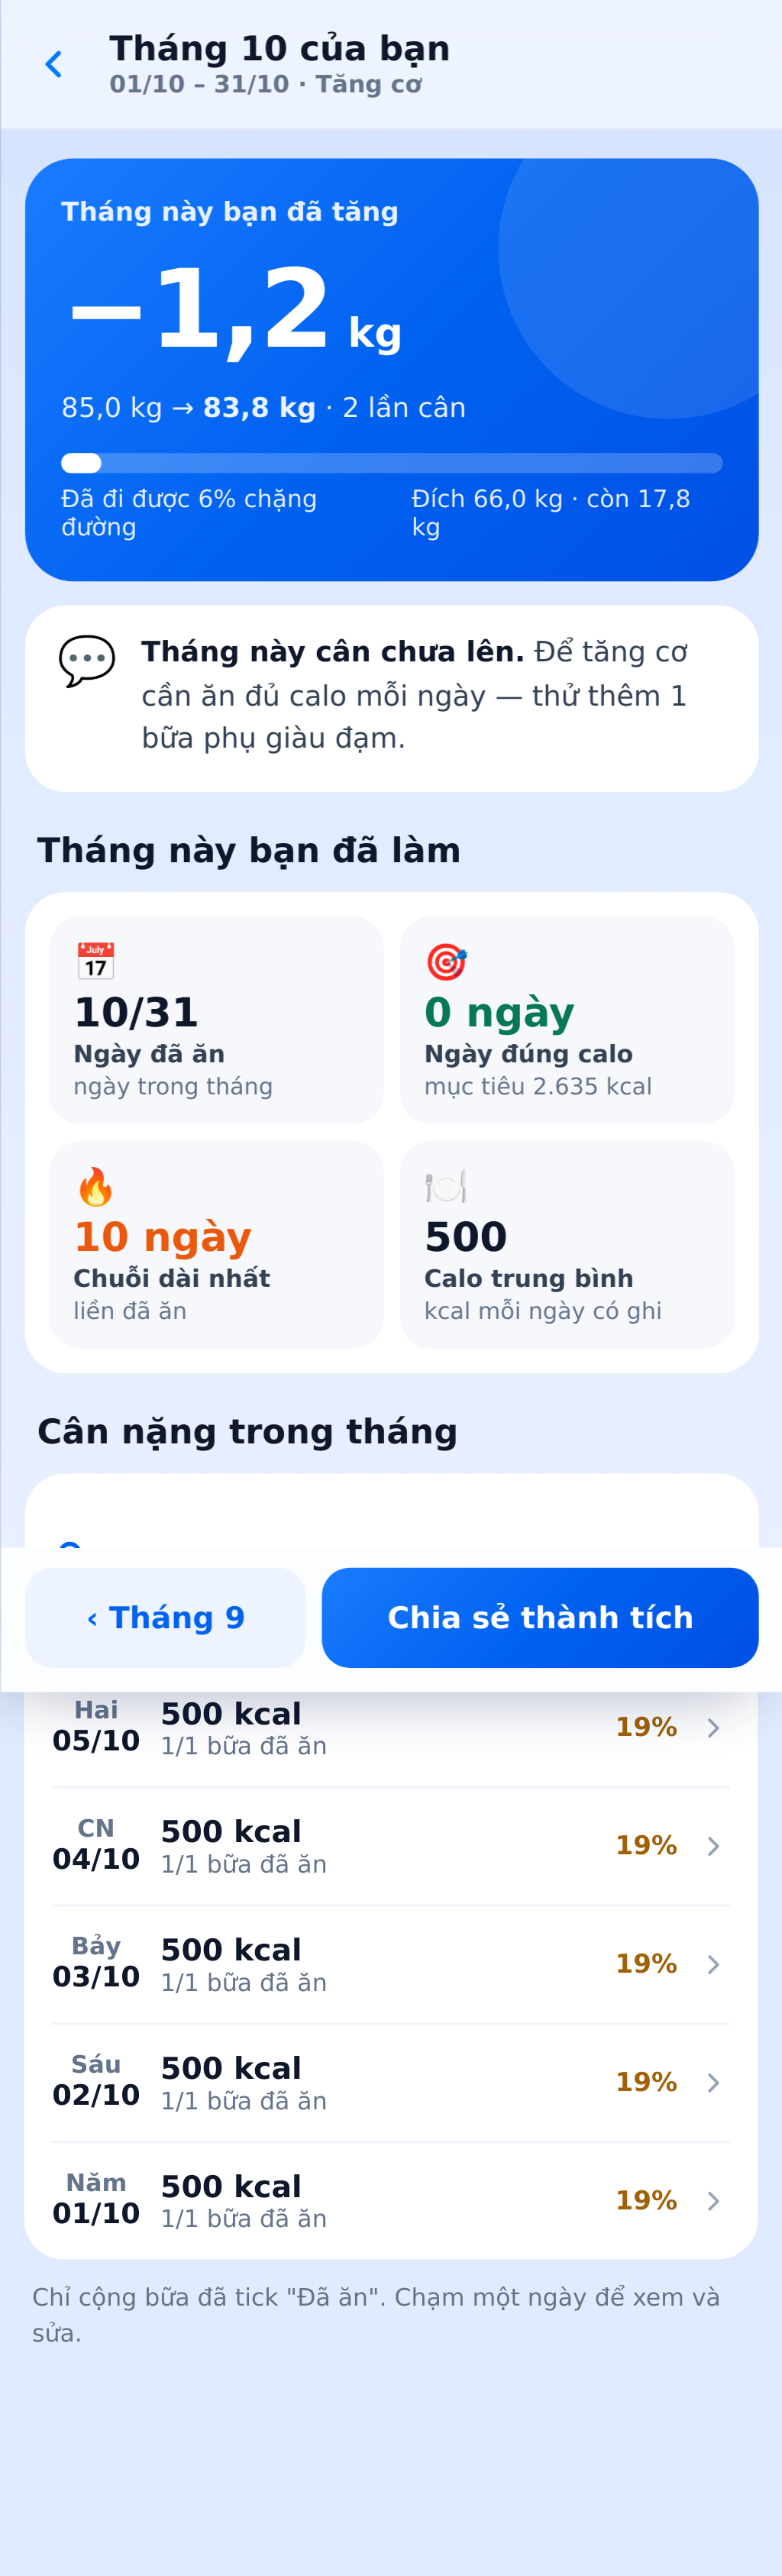 Tháng 10 của bạn
01/10 – 31/10 · Tăng cơ
Tháng này bạn đã tăng
−1,2 kg
85,0 kg → 83,8 kg · 2 lần cân
Đã đi được 6% chặng
đường
Đích 66,0 kg · còn 17,8
kg
Tháng này cân chưa lên. Để tăng cơ
cần ăn đủ calo mỗi ngày — thử thêm 1
bữa phụ giàu đạm.
Tháng này bạn đã làm
July
17
10/31
Ngày đã ăn
ngày trong tháng
0 ngày
Ngày đúng calo
mục tiêu 2.635 kcal
10 ngày
Chuỗi dài nhất
liền đã ăn
500
Calo trung bình
kcal mỗi ngày có ghi
Cân nặng trong tháng
‹ Tháng 9
Chia sẻ thành tích
Hai
05/10
500 kcal
1/1 bữa đã ăn
19%
CN
04/10
500 kcal
1/1 bữa đã ăn
19%
Bảy
03/10
500 kcal
1/1 bữa đã ăn
19%
Sáu
02/10
500 kcal
1/1 bữa đã ăn
19%
Năm
01/10
500 kcal
1/1 bữa đã ăn
19%
Chỉ cộng bữa đã tick "Đã ăn". Chạm một ngày để xem và
sửa.